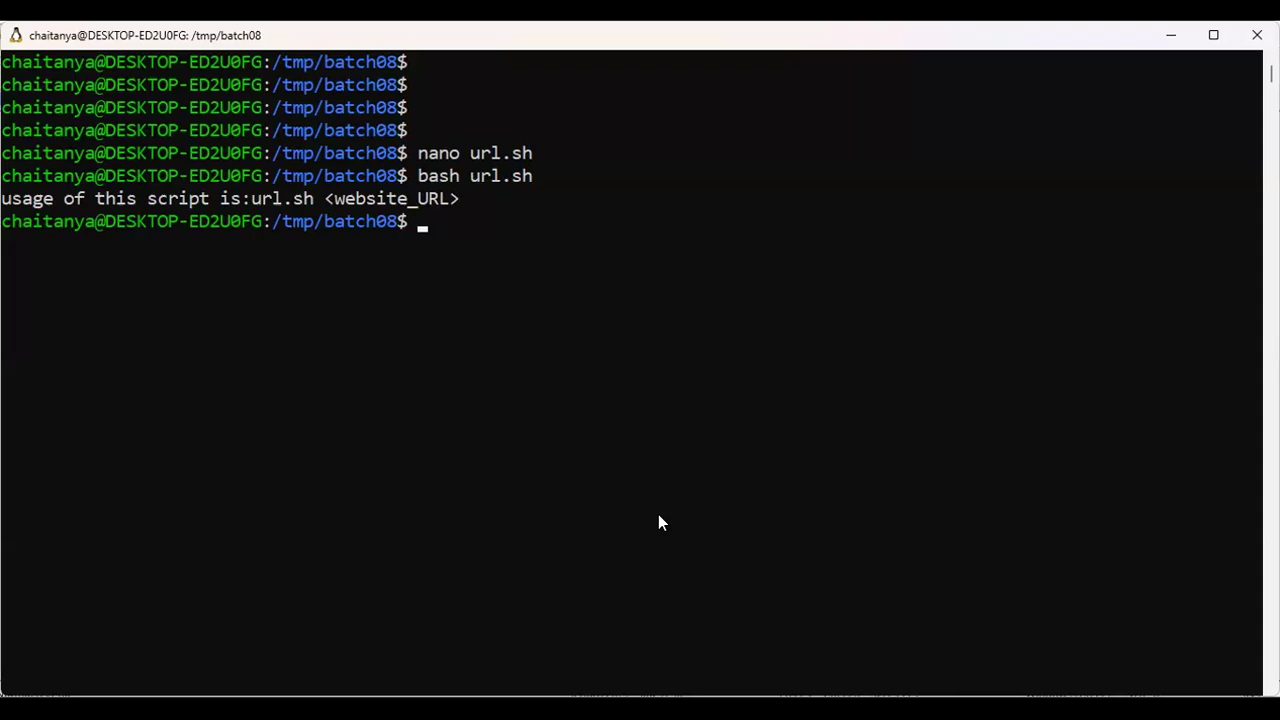 chaitanya@DESKTOP-ED2U0FG: /tmp/batch08
chaitanya@DESKTOP-ED2U0FG:/tmp/batch08$
chaitanya@DESKTOP-ED2U0FG:/tmp/batch08$
chaitanya@DESKTOP-ED2U0FG:/tmp/batch08$
chaitanya@DESKTOP-ED2U0FG:/tmp/batch08$
chaitanya@DESKTOP-ED2U0FG:/tmp/batch08$ nano url.sh
chaitanya@DESKTOP-ED2U0FG:/tmp/batch08$ bash url.sh
usage of this script is:url.sh <website_URL>
chaitanya@DESKTOP-ED2U0FG:/tmp/batch08$